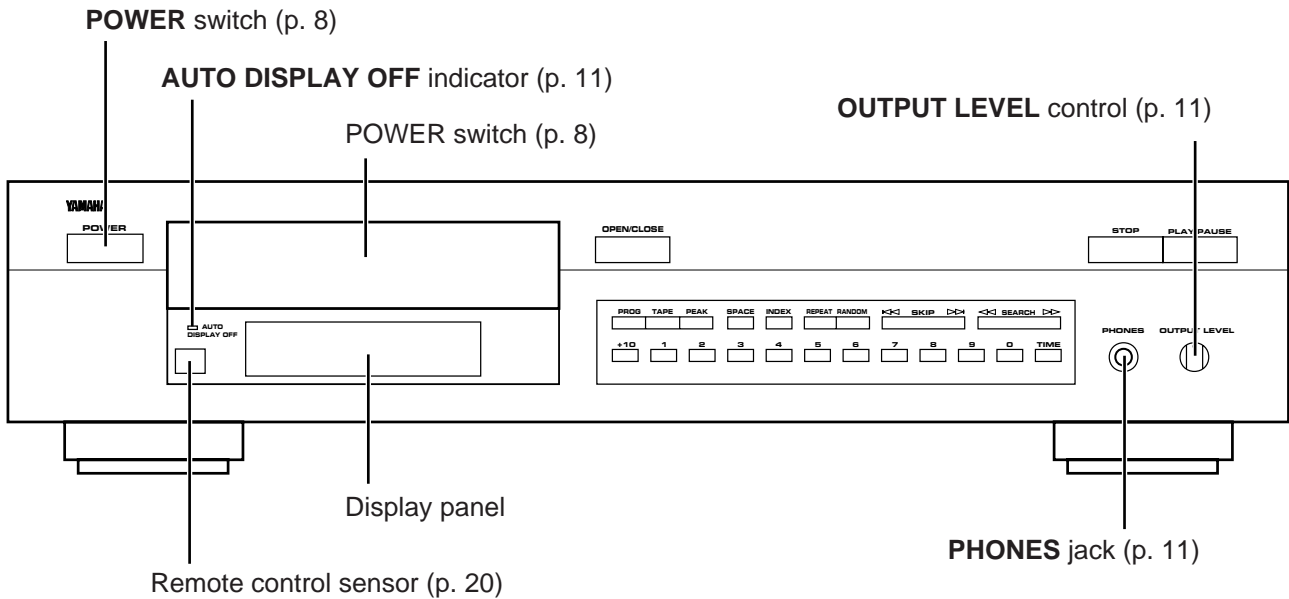 POWER switch (p. 8)
AUTO DISPLAY OFF indicator (p. 11)
OUTPUT LEVEL control (p. 11)
POWER switch (p. 8)
YAMAHA
POWER
OPEN/CLOSE
STOP PLAY/PAUSE
AUTO
DISPLAY OFF
PROG TAPE PEAK SPACE INDEX REPEAT RANDOM SKIP SEARCH
+10 1 2 3 4 5 6 7 8 9 0 TIME
PHONES OUTPUT LEVEL
Display panel
PHONES jack (p. 11)
Remote control sensor (p. 20)